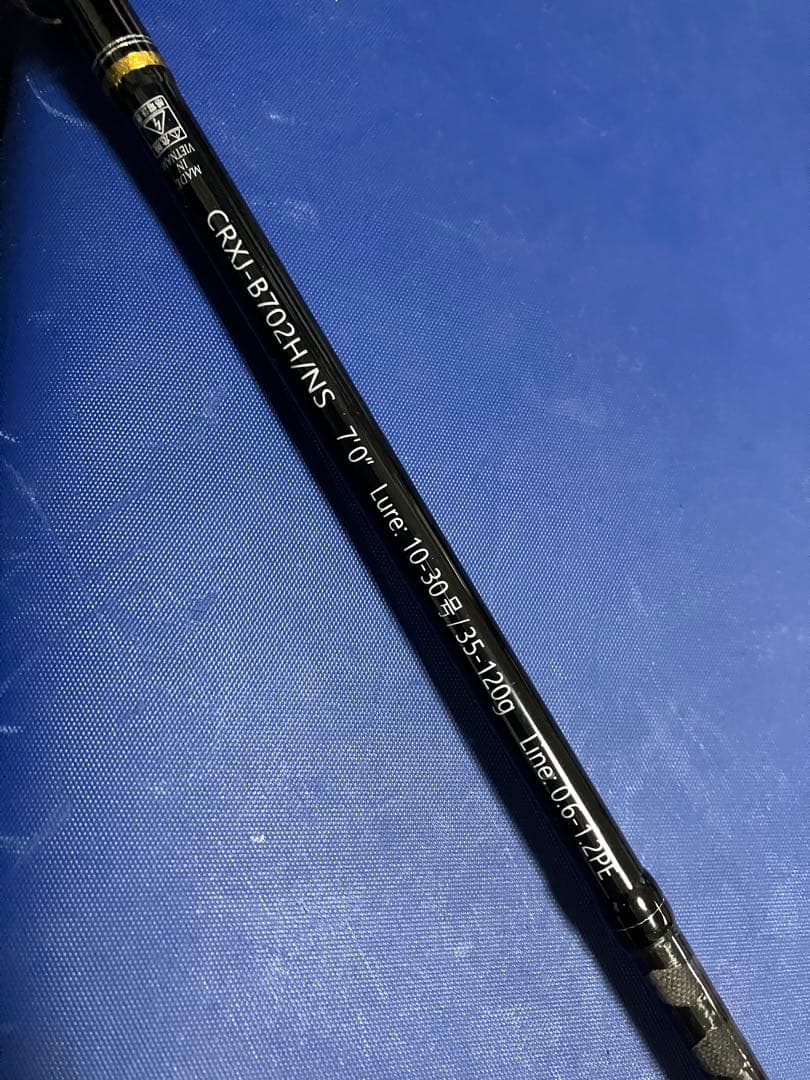 MADE
IN
VIETNAM
CRXJ-B702H/NS 7'0" Lure: 10-30号/35-120g Line: 0.6-1.2PE